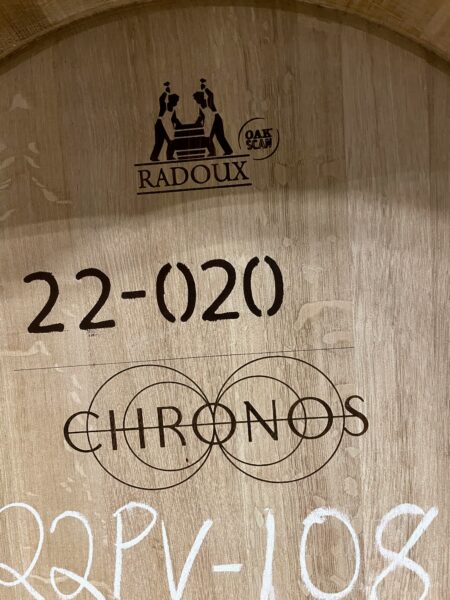 OAK
SCAN
RADOUX
22-020
CHRONOS
22PV-108